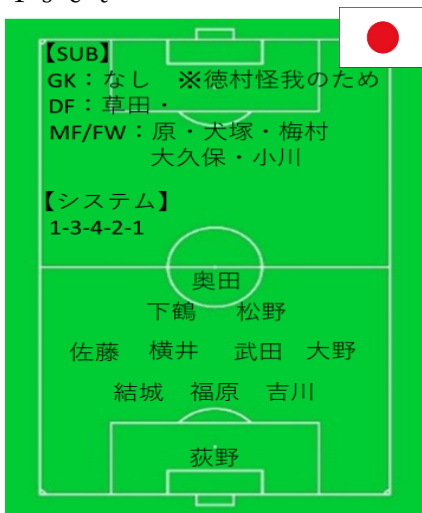 【SUB】
GK：なし　※徳村怪我のため
DF：草田・
MF/FW：原・犬塚・梅村
大久保・小川
【システム】
1-3-4-2-1
奥田
下鶴　松野
佐藤　横井　武田　大野
結城　福原　吉川
荻野